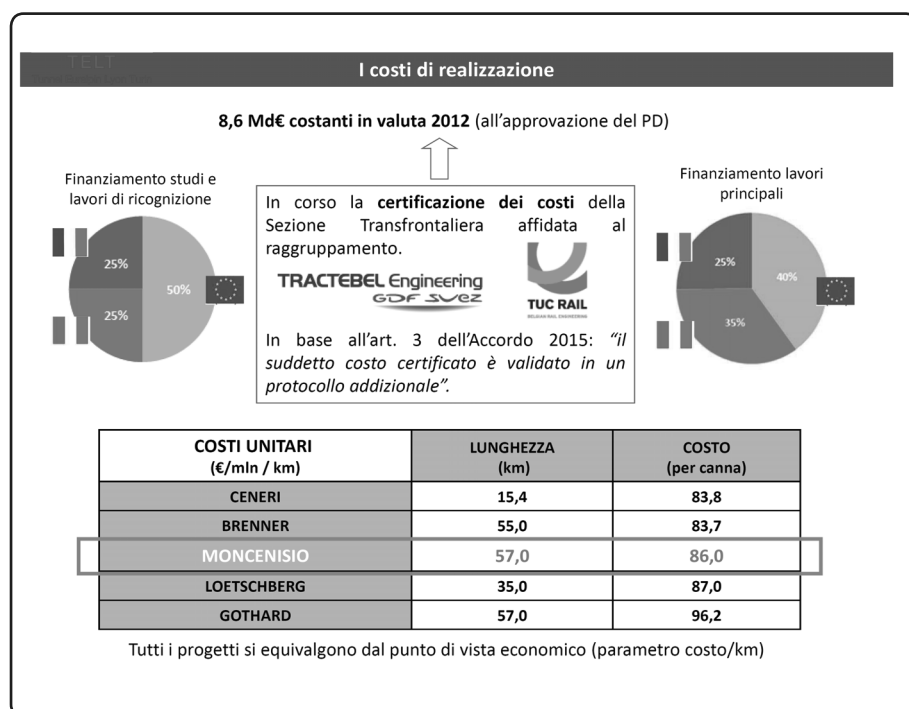 TELT
I costi di realizzazione
8,6 Md€ costanti in valuta 2012 (all'approvazione del PD)
Finanziamento studi e
lavori di ricognizione
25%
50%
25%
In corso la certificazione dei costi della
Sezione Transfrontaliera affidata al
raggruppamento.
TRACTEBEL Engineering
GDF SUEZ
TUC RAIL
BELGIAN RAIL ENGINEERING
In base all'art. 3 dell'Accordo 2015: "il
suddetto costo certificato è validato in un
protocollo addizionale".
Finanziamento lavori
principali
25%
40%
35%
COSTI UNITARI
(€/mln / km)
LUNGHEZZA
(km)
COSTO
(per canna)
CENERI 15,4 83,8
BRENNER 55,0 83,7
MONCENISIO 57,0 86,0
LOETSCHBERG 35,0 87,0
GOTHARD 57,0 96,2
Tutti i progetti si equivalgono dal punto di vista economico (parametro costo/km)